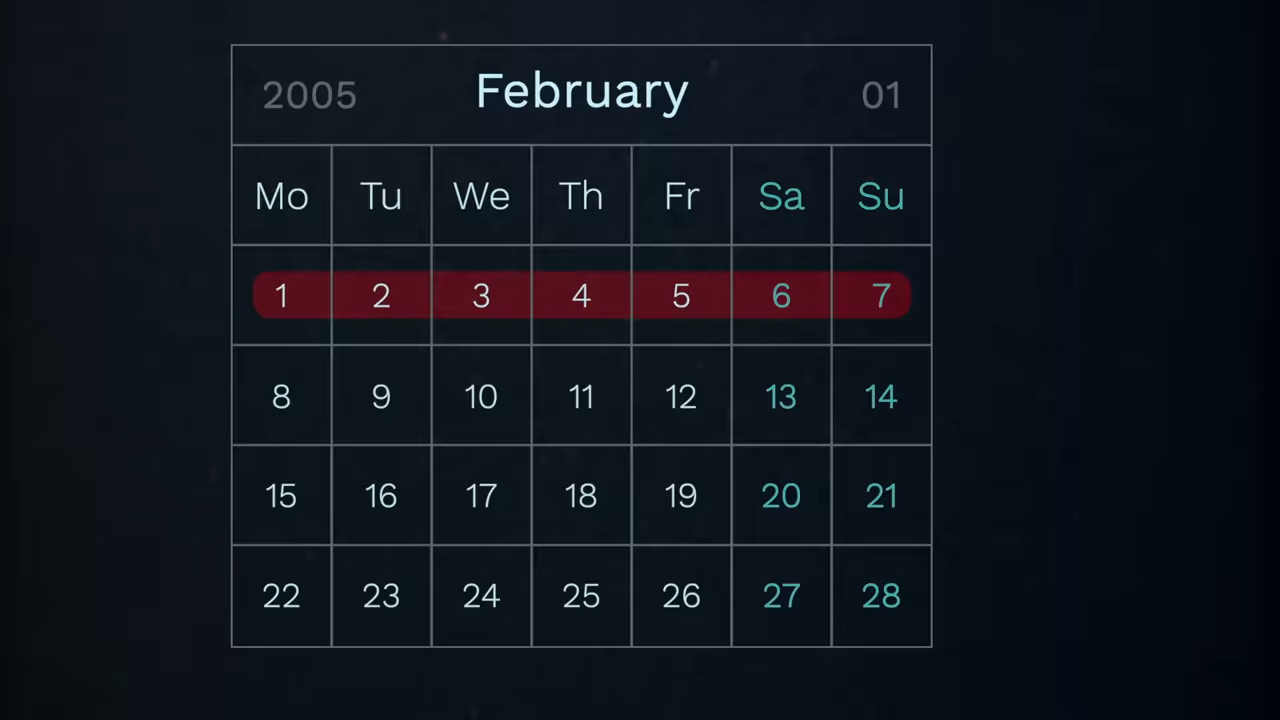 2005 February 01
Mo Tu We Th Fr Sa Su
1 2 3 4 5 6 7
8 9 10 11 12 13 14
15 16 17 18 19 20 21
22 23 24 25 26 27 28